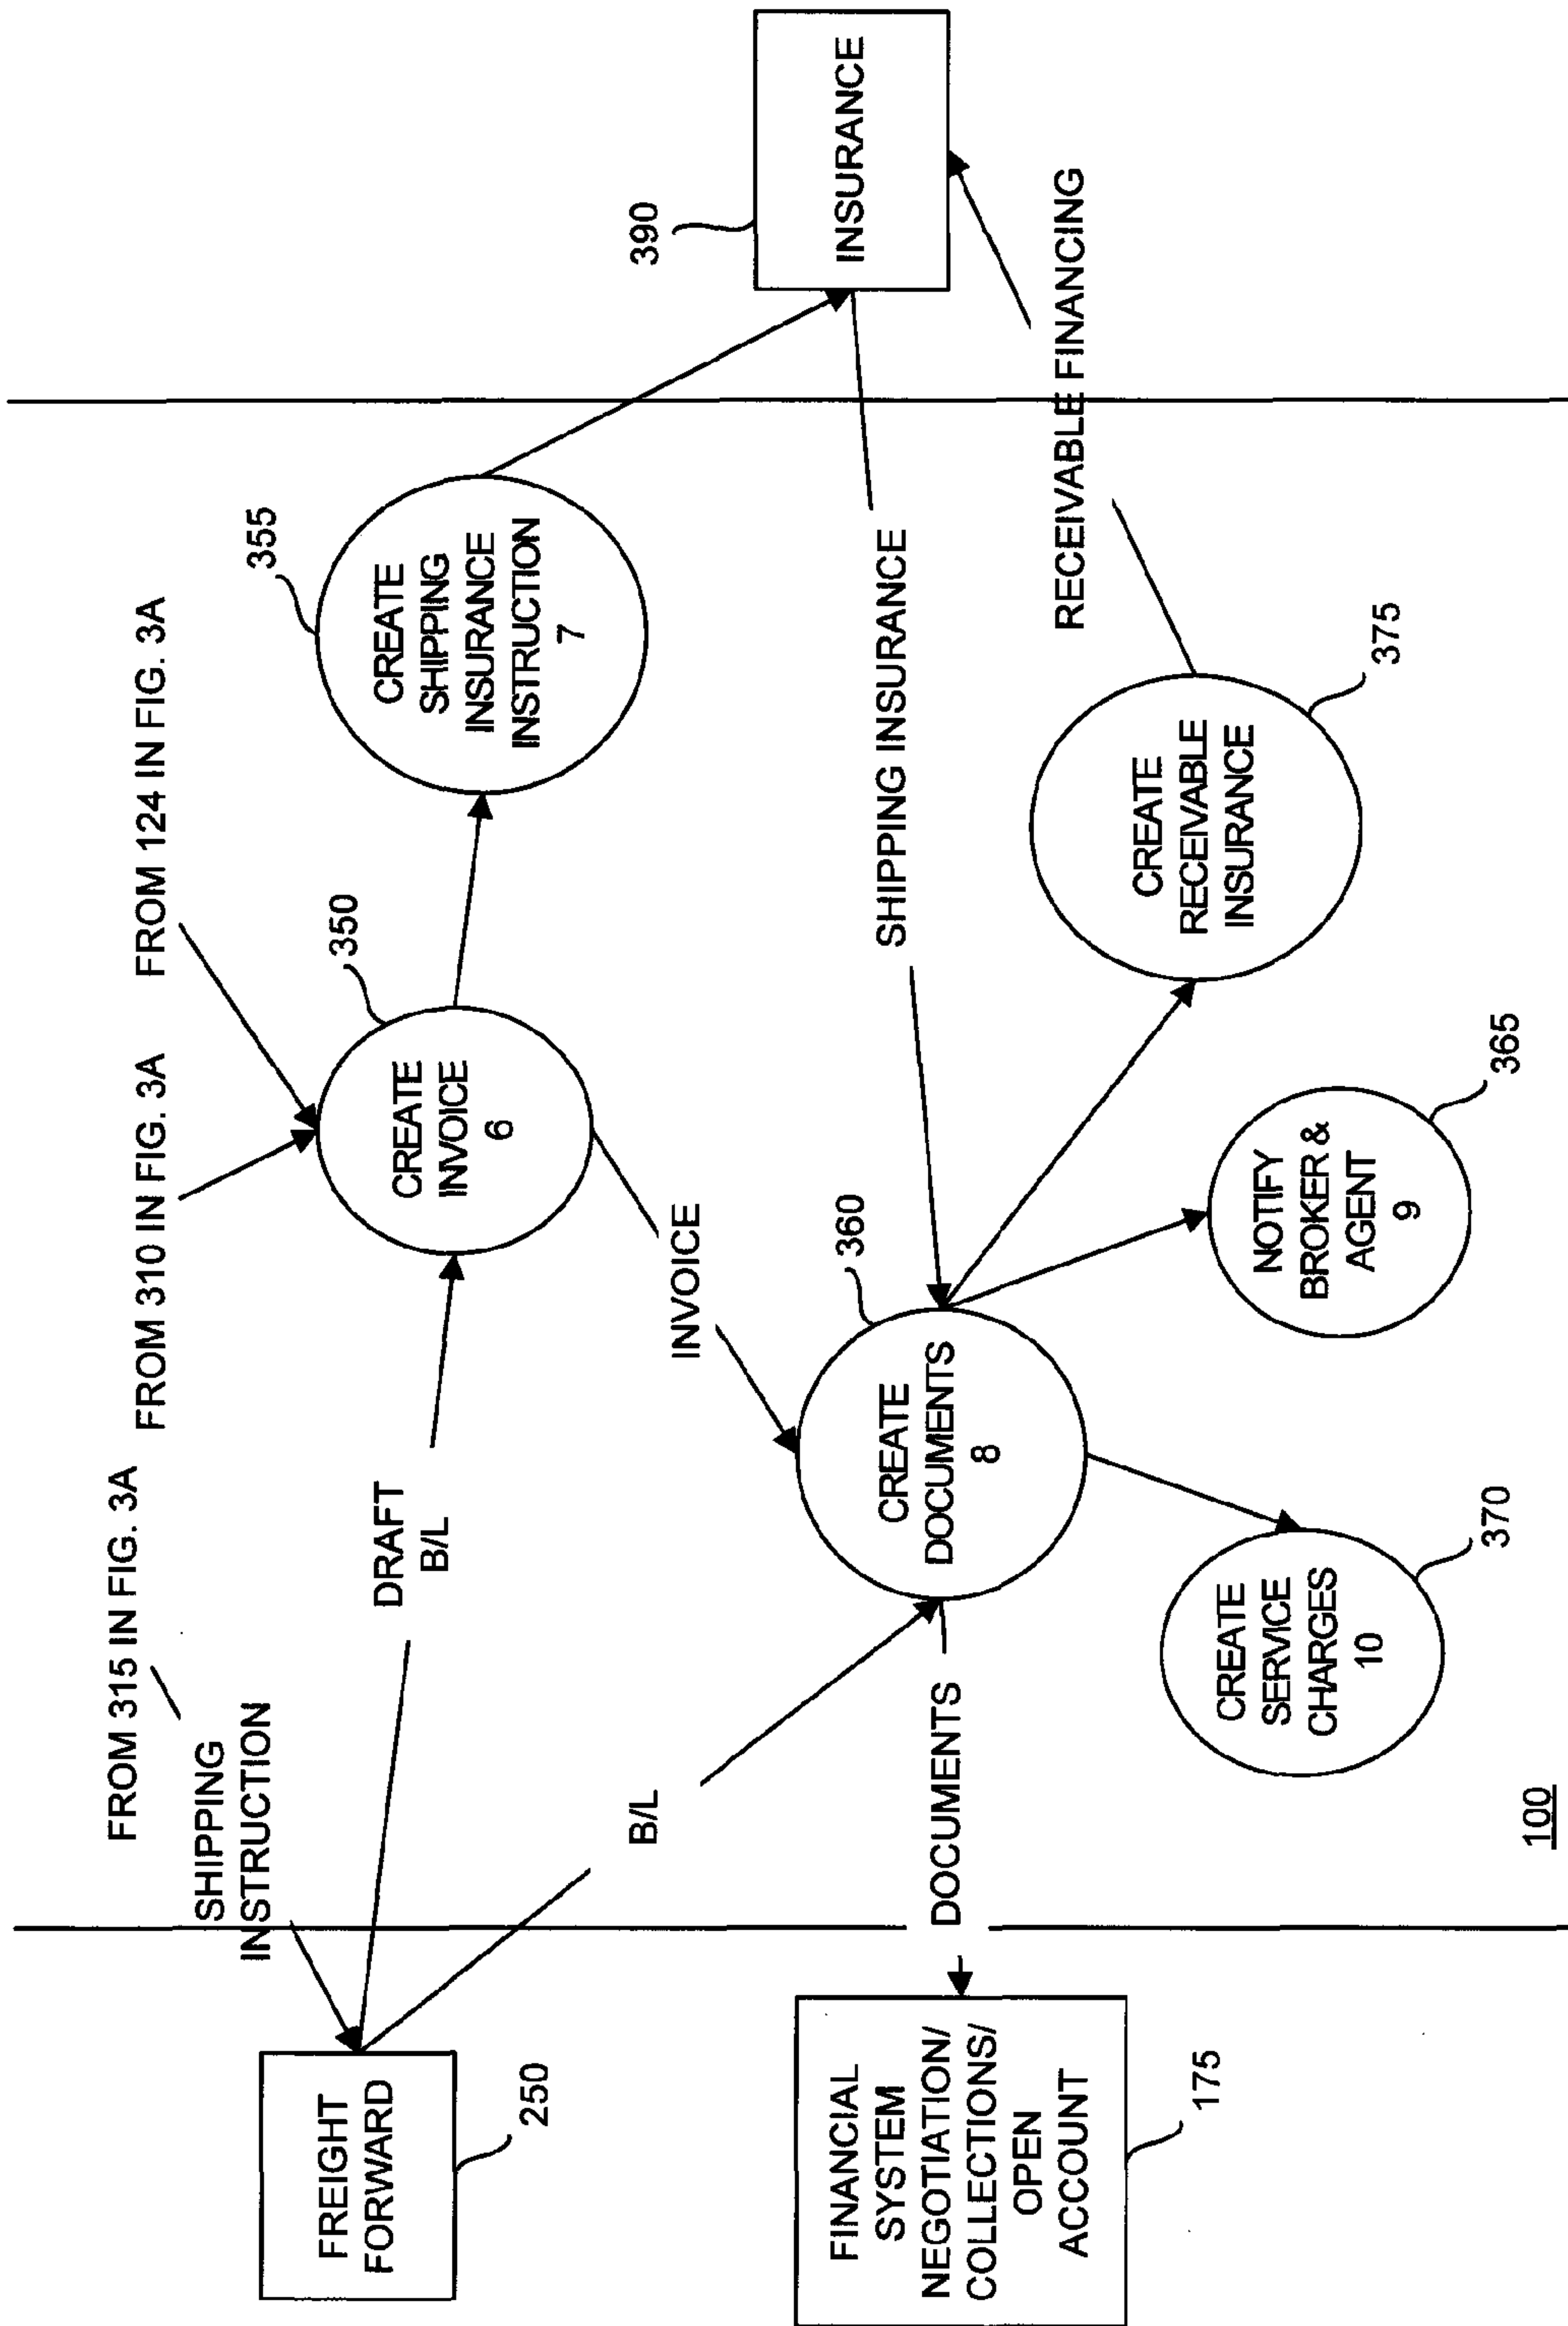 FROM 315 IN FIG. 3A
FROM 310 IN FIG. 3A
FROM 124 IN FIG. 3A
SHIPPING
INSTRUCTION
FREIGHT
FORWARD
250
DRAFT
B/L
CREATE
INVOICE
6
350
CREATE
SHIPPING
INSURANCE
INSTRUCTION
7
355
INSURANCE
390
B/L
INVOICE
SHIPPING INSURANCE
RECEIVABLE FINANCING
FINANCIAL
SYSTEM
NEGOTIATION/
COLLECTIONS/
OPEN
ACCOUNT
175
DOCUMENTS
CREATE
DOCUMENTS
8
360
CREATE
RECEIVABLE
INSURANCE
375
CREATE
SERVICE
CHARGES
10
370
NOTIFY
BROKER &
AGENT
9
365
100